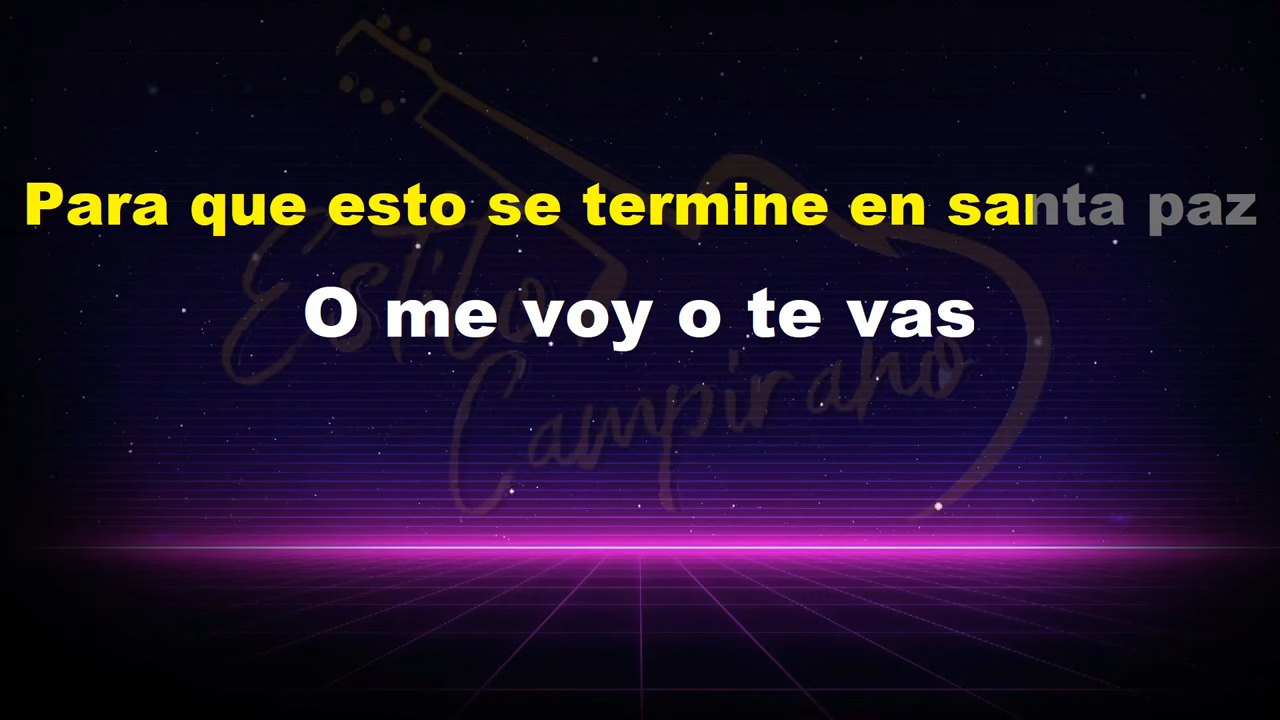 Para que esto se termine en santa paz
O me voy o te vas
Estilo
Campirano